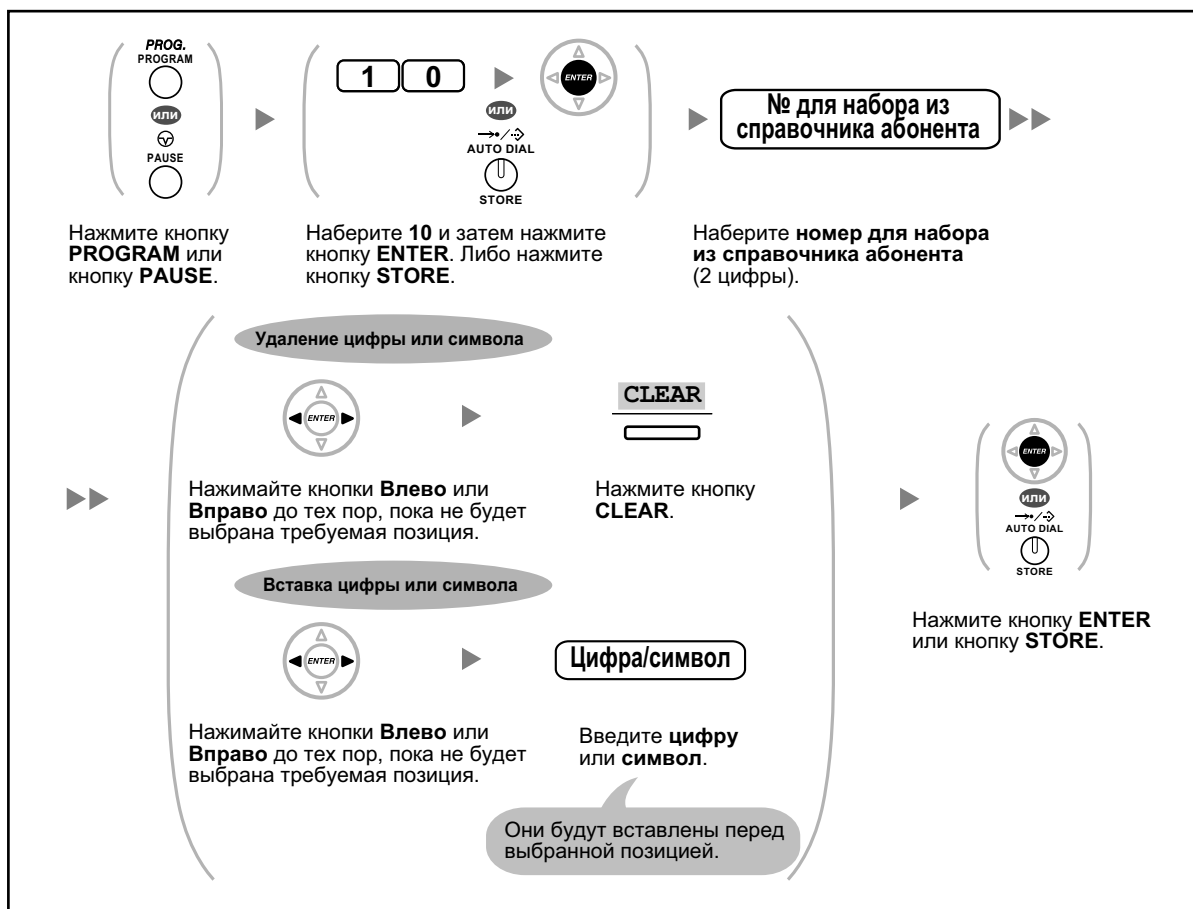 PROG.
PROGRAM
или
PAUSE
Нажмите кнопку
PROGRAM или
кнопку PAUSE.
1 0
ENTER
или
AUTO DIAL
STORE
Наберите 10 и затем нажмите
кнопку ENTER. Либо нажмите
кнопку STORE.
№ для набора из
справочника абонента
Наберите номер для набора
из справочника абонента
(2 цифры).
Удаление цифры или символа
ENTER
Нажимайте кнопки Влево или
Вправо до тех пор, пока не будет
выбрана требуемая позиция.
CLEAR
Нажмите кнопку
CLEAR.
Вставка цифры или символа
ENTER
Нажимайте кнопки Влево или
Вправо до тех пор, пока не будет
выбрана требуемая позиция.
Цифра/символ
Введите цифру
или символ.
Они будут вставлены перед
выбранной позицией.
ENTER
или
AUTO DIAL
STORE
Нажмите кнопку ENTER
или кнопку STORE.